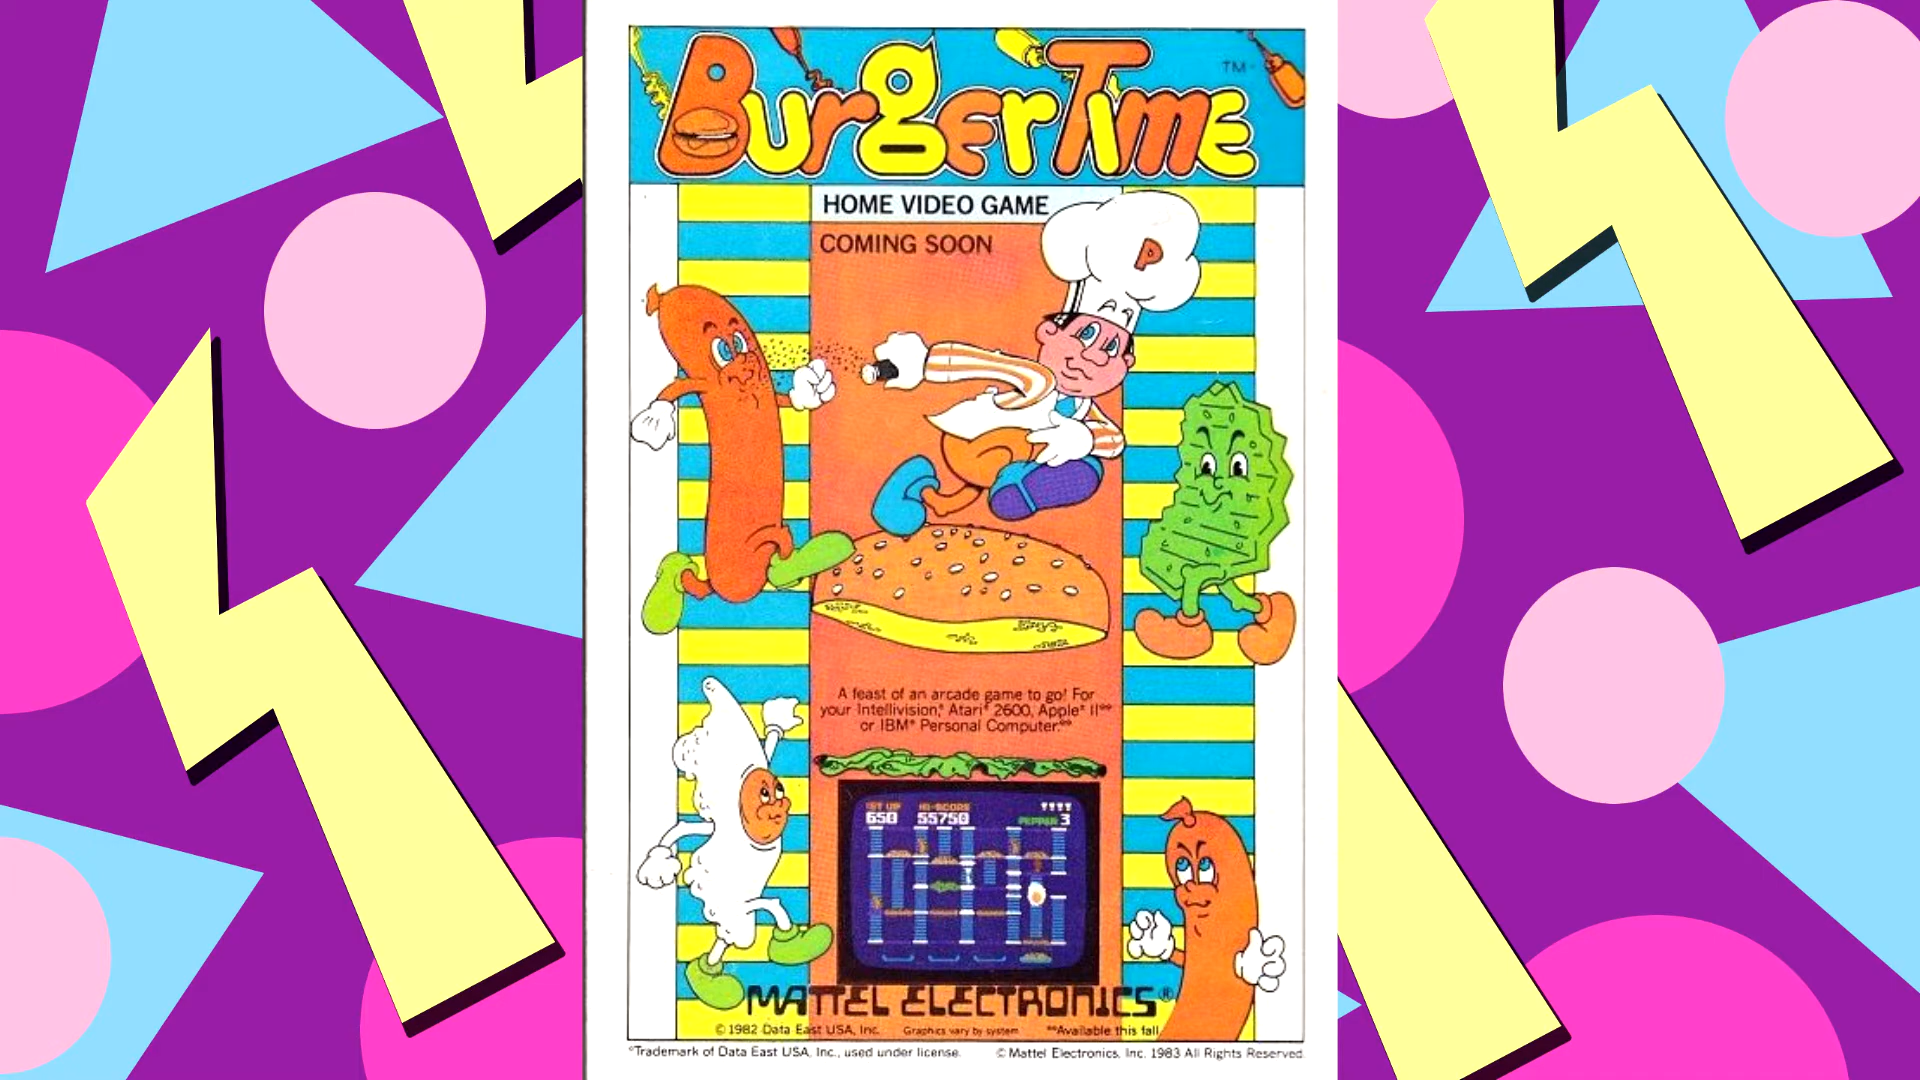 BurgerTime
TM
HOME VIDEO GAME
COMING SOON
P
A feast of an arcade game to go! For
your Intellivision,® Atari® 2600, Apple® II°°
or IBM® Personal Computer.°°
1ST UP HI-SCORE
650 55750 PEPPER 3
MATTEL ELECTRONICS®
© 1982 Data East USA, Inc. Graphics vary by system °°Available this fall
°Trademark of Data East USA, Inc., used under license. © Mattel Electronics, Inc. 1983 All Rights Reserved.